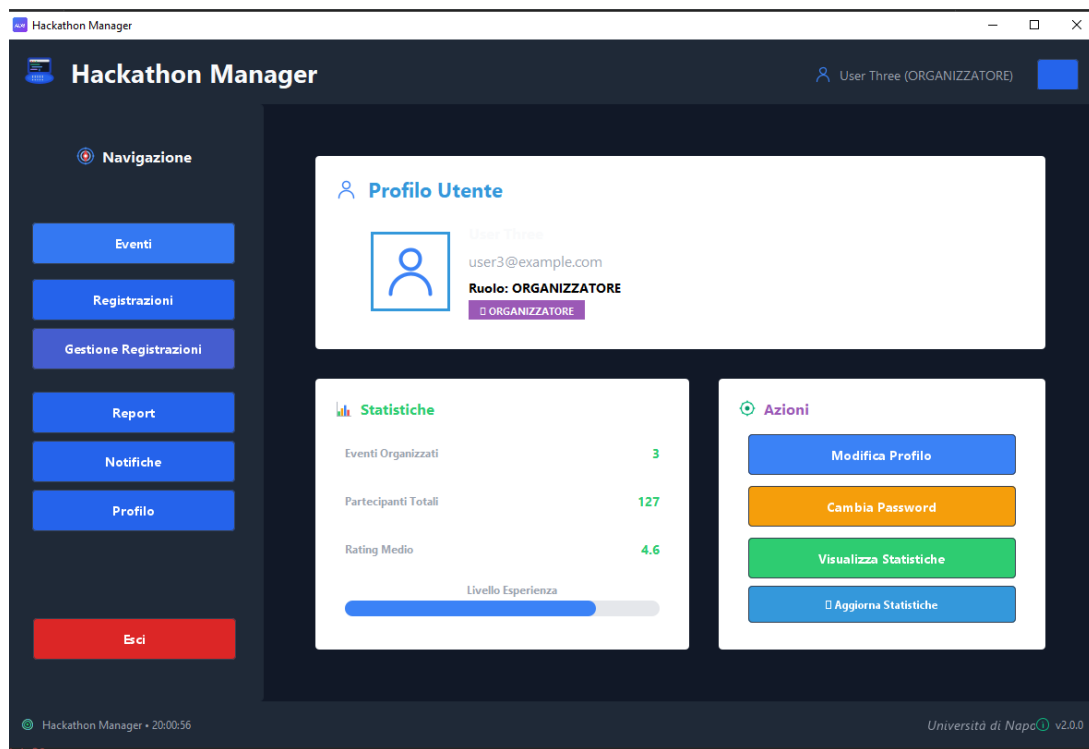 Hackathon Manager
Hackathon Manager
User Three (ORGANIZZATORE)
Navigazione
Eventi
Registrazioni
Gestione Registrazioni
Report
Notifiche
Profilo
Esci
Profilo Utente
User Three
user3@example.com
Ruolo: ORGANIZZATORE
ORGANIZZATORE
Statistiche
Eventi Organizzati 3
Partecipanti Totali 127
Rating Medio 4.6
Livello Esperienza
Azioni
Modifica Profilo
Cambia Password
Visualizza Statistiche
Aggiorna Statistiche
Hackathon Manager • 20:00:56
Università di Napo v2.0.0